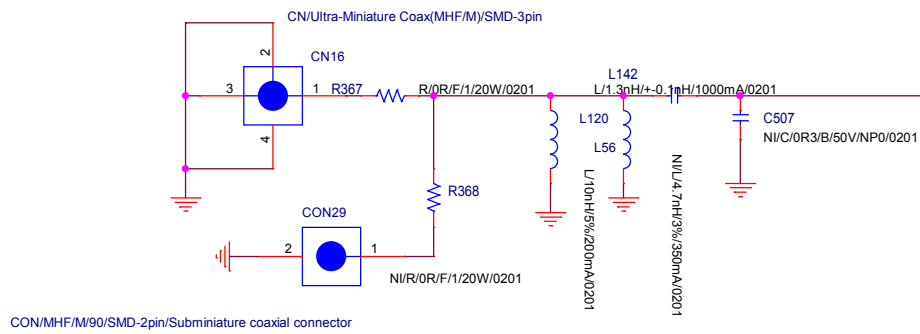 CN/Ultra-Miniature Coax(MHF/M)/SMD-3pin
2
CN16
3
1
R367
R/0R/F/1/20W/0201
4
L142
L/1.3nH/+-0.1nH/1000mA/0201
L120
L56
C507
NI/C/0R3/B/50V/NP0/0201
L/10nH/5%/200mA/0201
NI/L/4.7nH/3%/350mA/0201
R368
CON29
2
1
NI/R/0R/F/1/20W/0201
CON/MHF/M/90/SMD-2pin/Subminiature coaxial connector